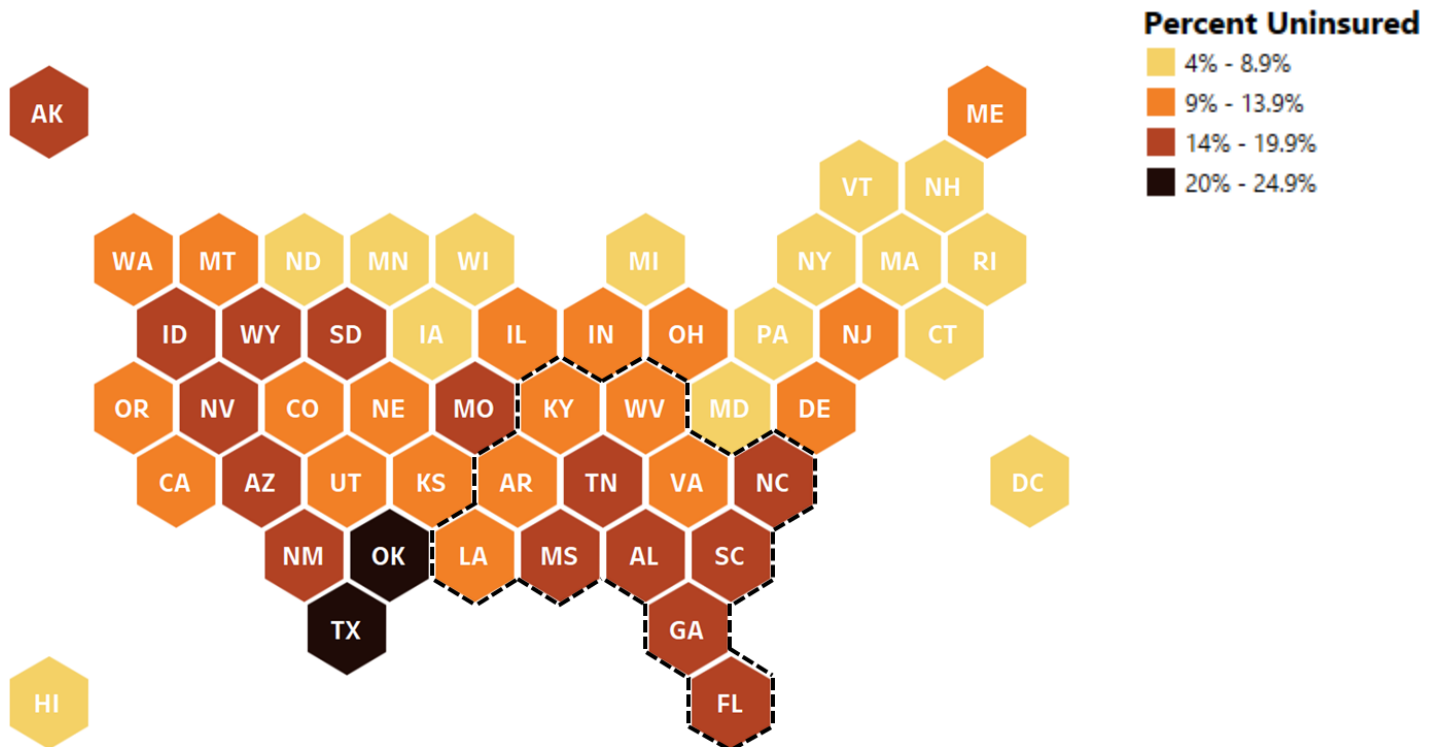 Percent Uninsured
4% - 8.9%
9% - 13.9%
14% - 19.9%
20% - 24.9%
AK
ME
VT NH
WA MT ND MN WI MI NY MA RI
ID WY SD IA IL IN OH PA NJ CT
OR NV CO NE MO KY WV MD DE
CA AZ UT KS AR TN VA NC DC
NM OK LA MS AL SC
TX GA
HI FL